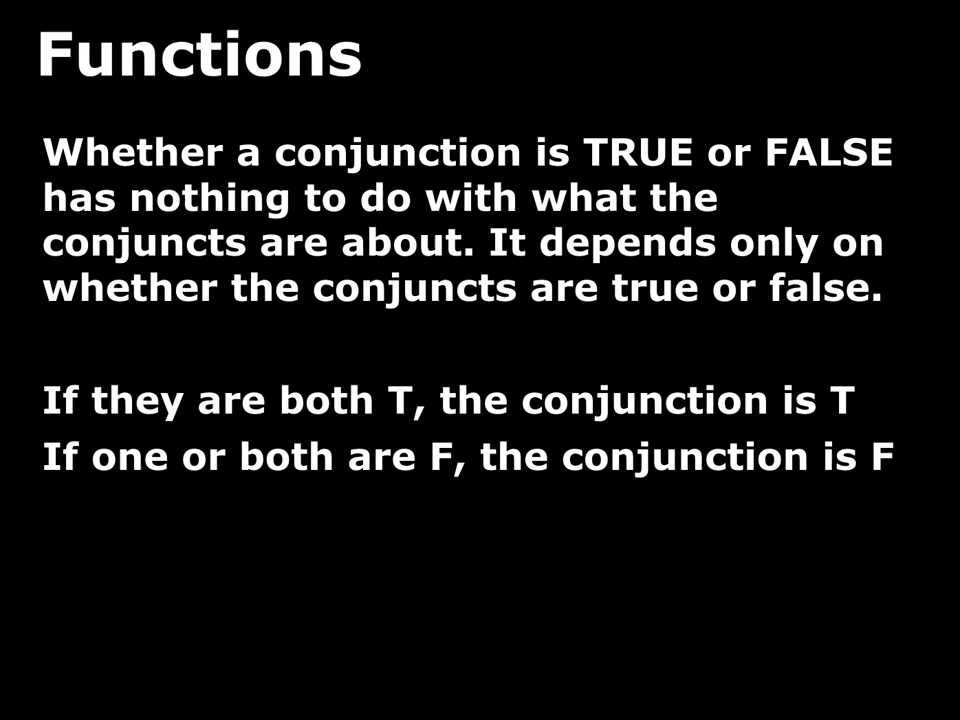 Functions
Whether a conjunction is TRUE or FALSE
has nothing to do with what the
conjuncts are about. It depends only on
whether the conjuncts are true or false.
If they are both T, the conjunction is T
If one or both are F, the conjunction is F